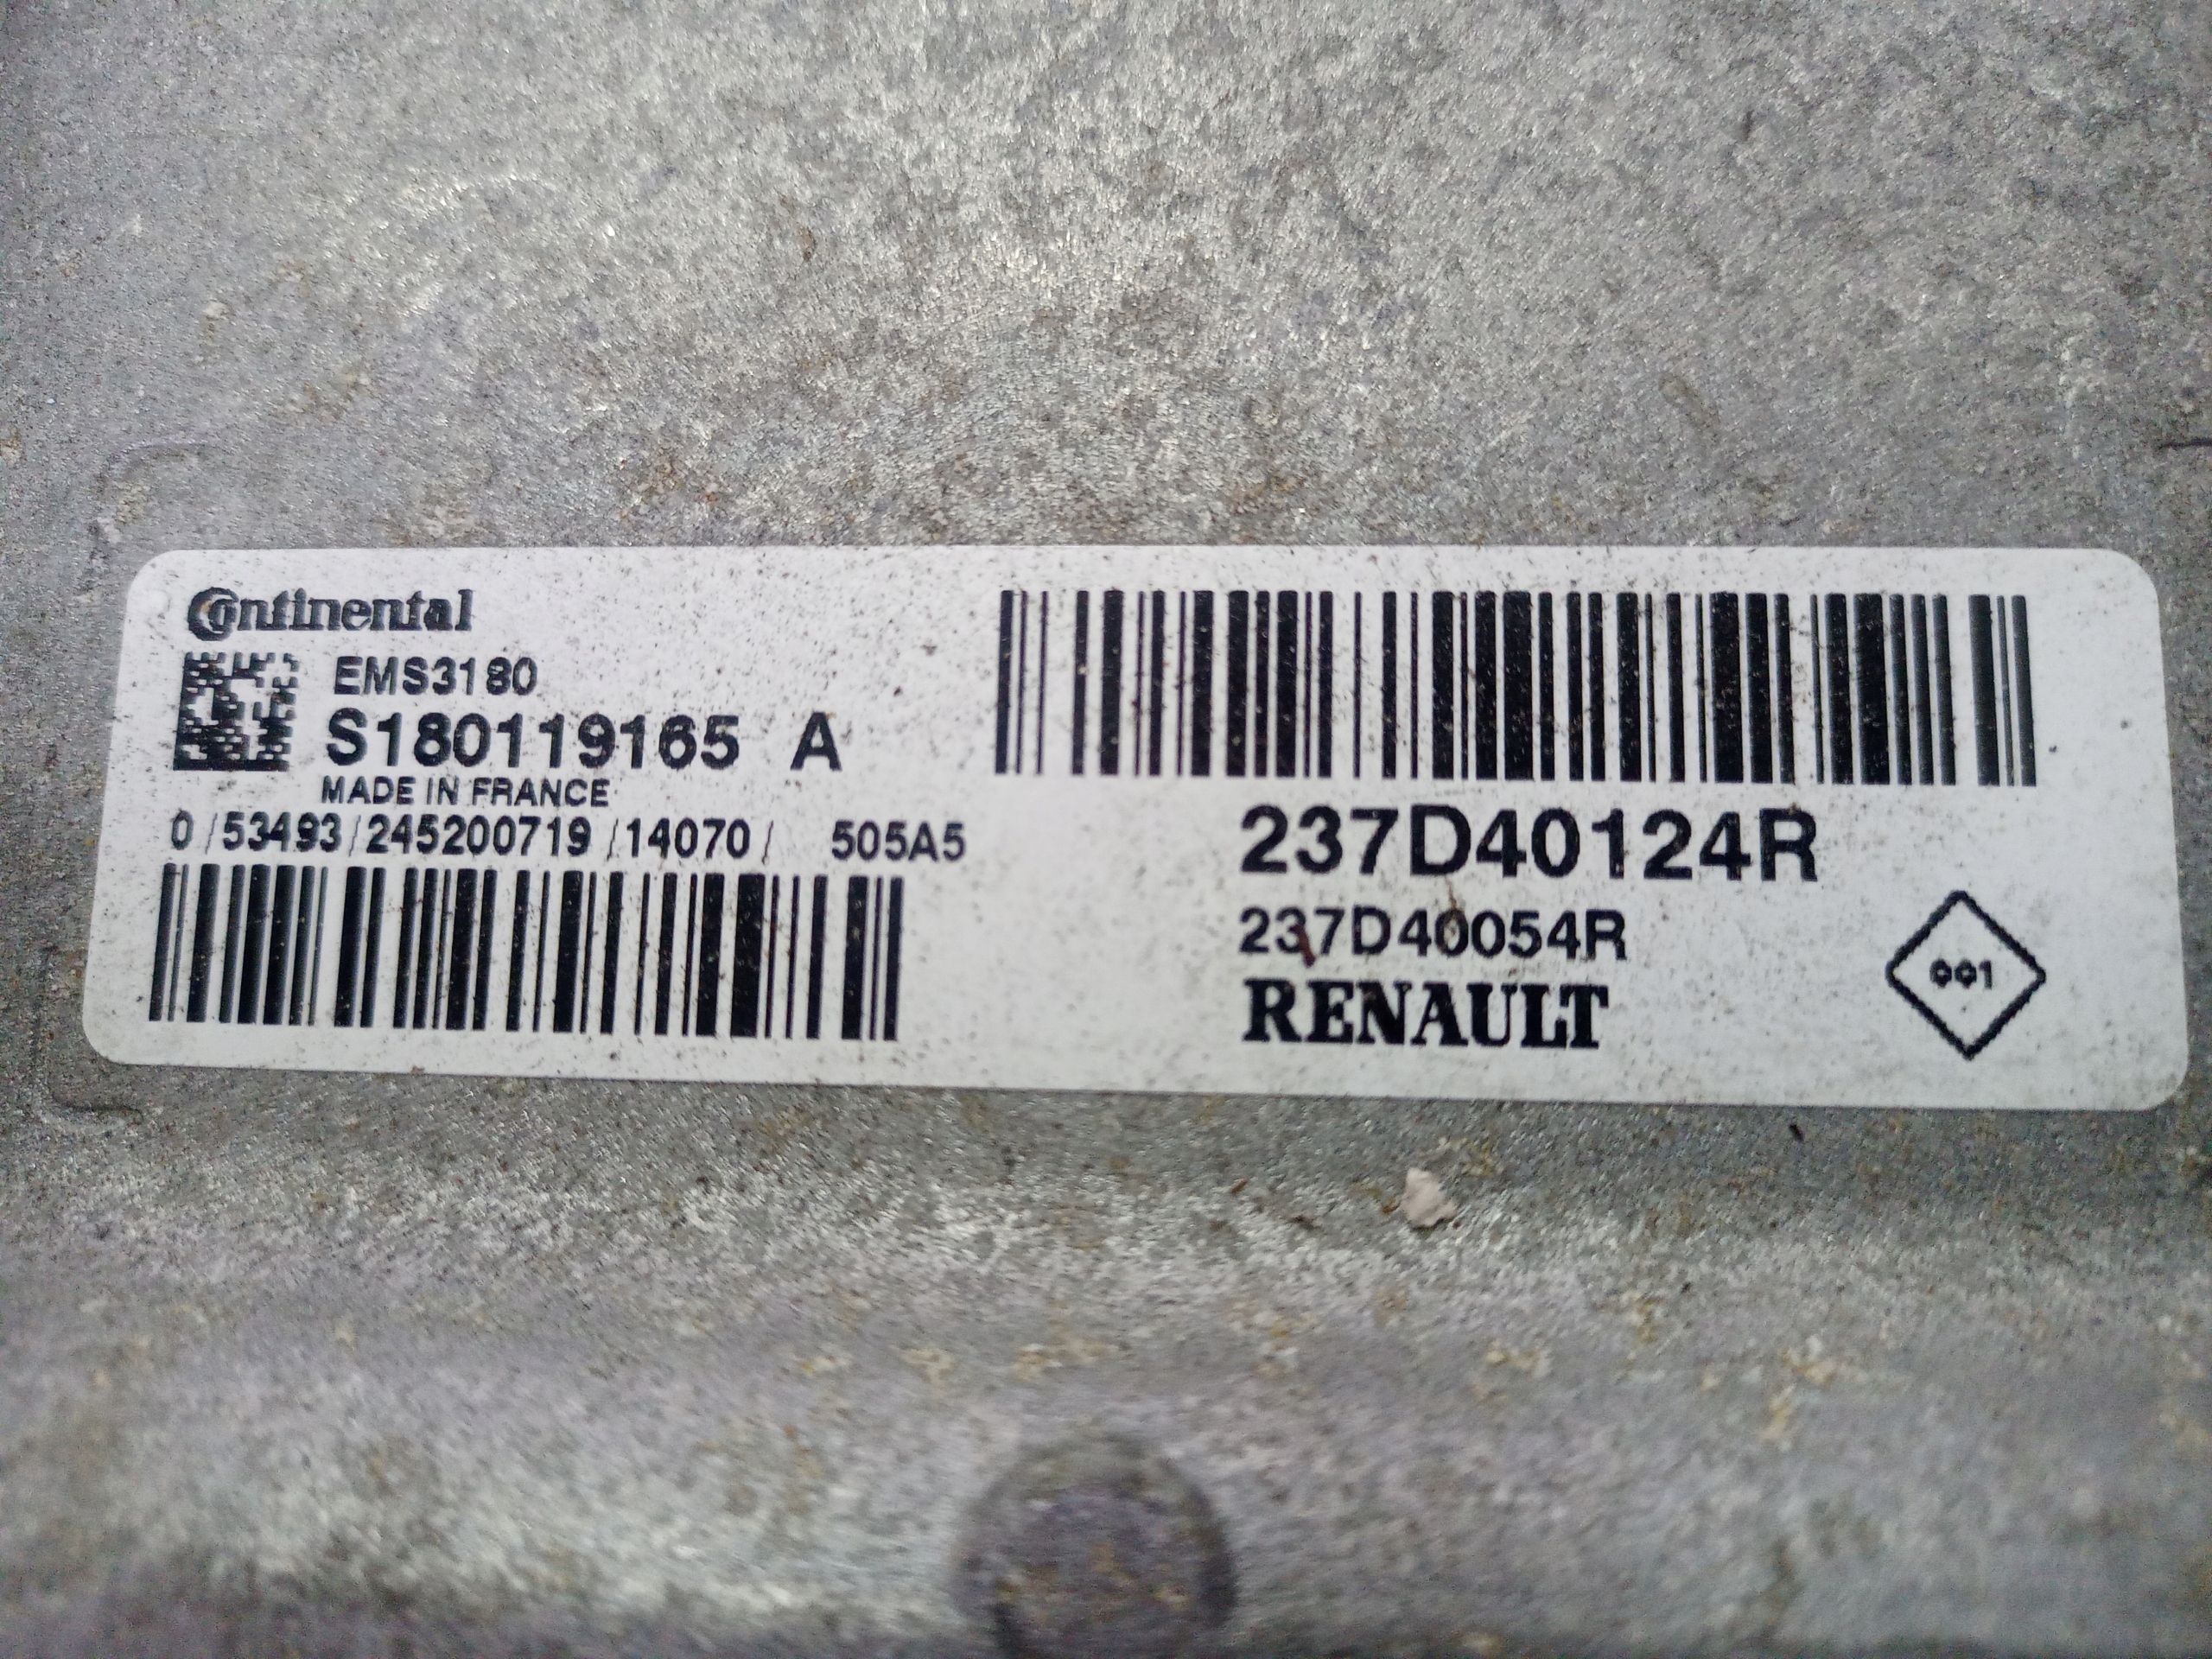 Continental
EMS3180
S180119165 A
MADE IN FRANCE
0 /53493/245200719 /14070/ 505A5
237D40124R
237D40054R
RENAULT
001